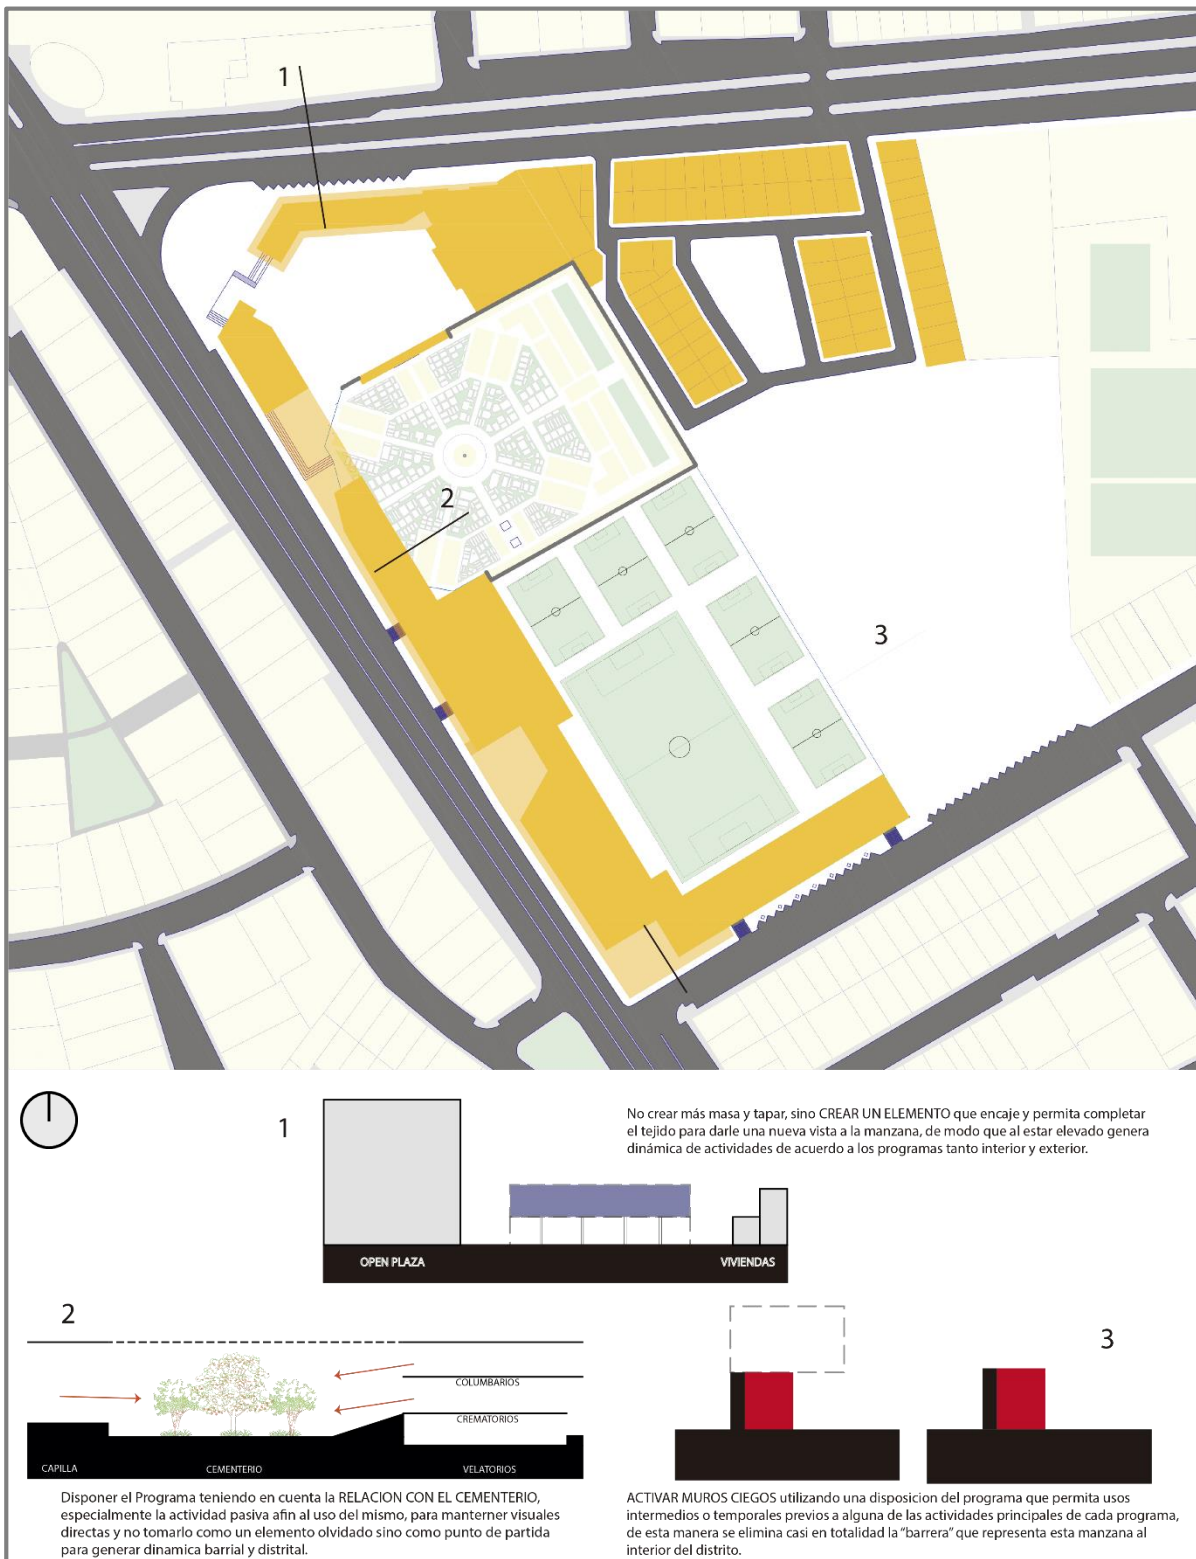 1
2
3
1
No crear más masa y tapar, sino CREAR UN ELEMENTO que encaje y permita completar
el tejido para darle una nueva vista a la manzana, de modo que al estar elevado genera
dinámica de actividades de acuerdo a los programas tanto interior y exterior.
OPEN PLAZA
VIVIENDAS
2
COLUMBARIOS
CREMATORIOS
CAPILLA
CEMENTERIO
VELATORIOS
Disponer el Programa teniendo en cuenta la RELACION CON EL CEMENTERIO,
especialmente la actividad pasiva afin al uso del mismo, para manterner visuales
directas y no tomarlo como un elemento olvidado sino como punto de partida
para generar dinamica barrial y distrital.
3
ACTIVAR MUROS CIEGOS utilizando una disposicion del programa que permita usos
intermedios o temporales previos a alguna de las actividades principales de cada programa,
de esta manera se elimina casi en totalidad la "barrera" que representa esta manzana al
interior del distrito.